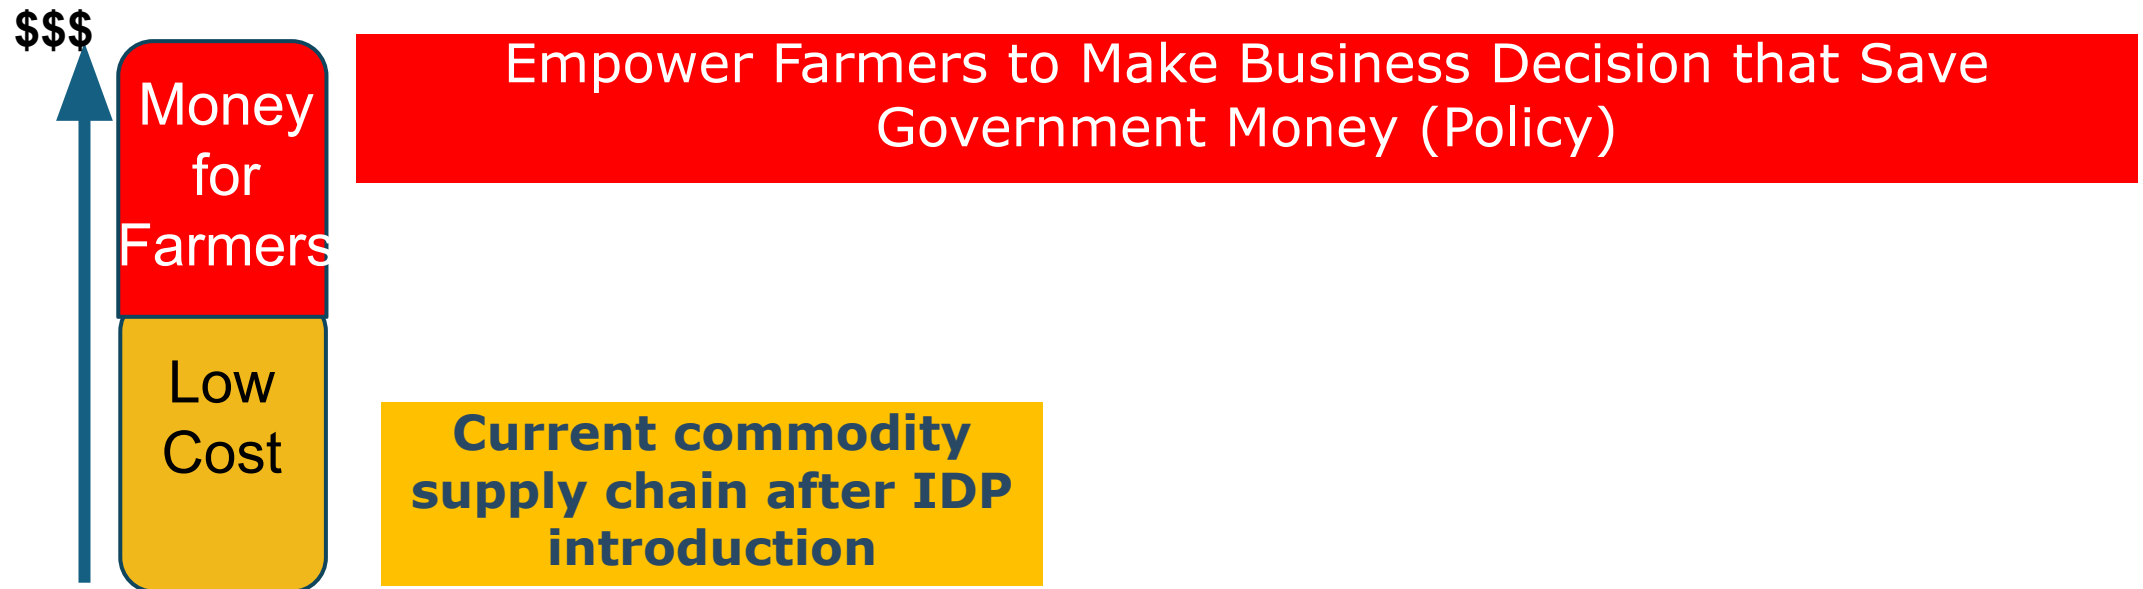 $$$
Money
for
Farmers
Low
Cost
Empower Farmers to Make Business Decision that Save
Government Money (Policy)
Current commodity
supply chain after IDP
introduction